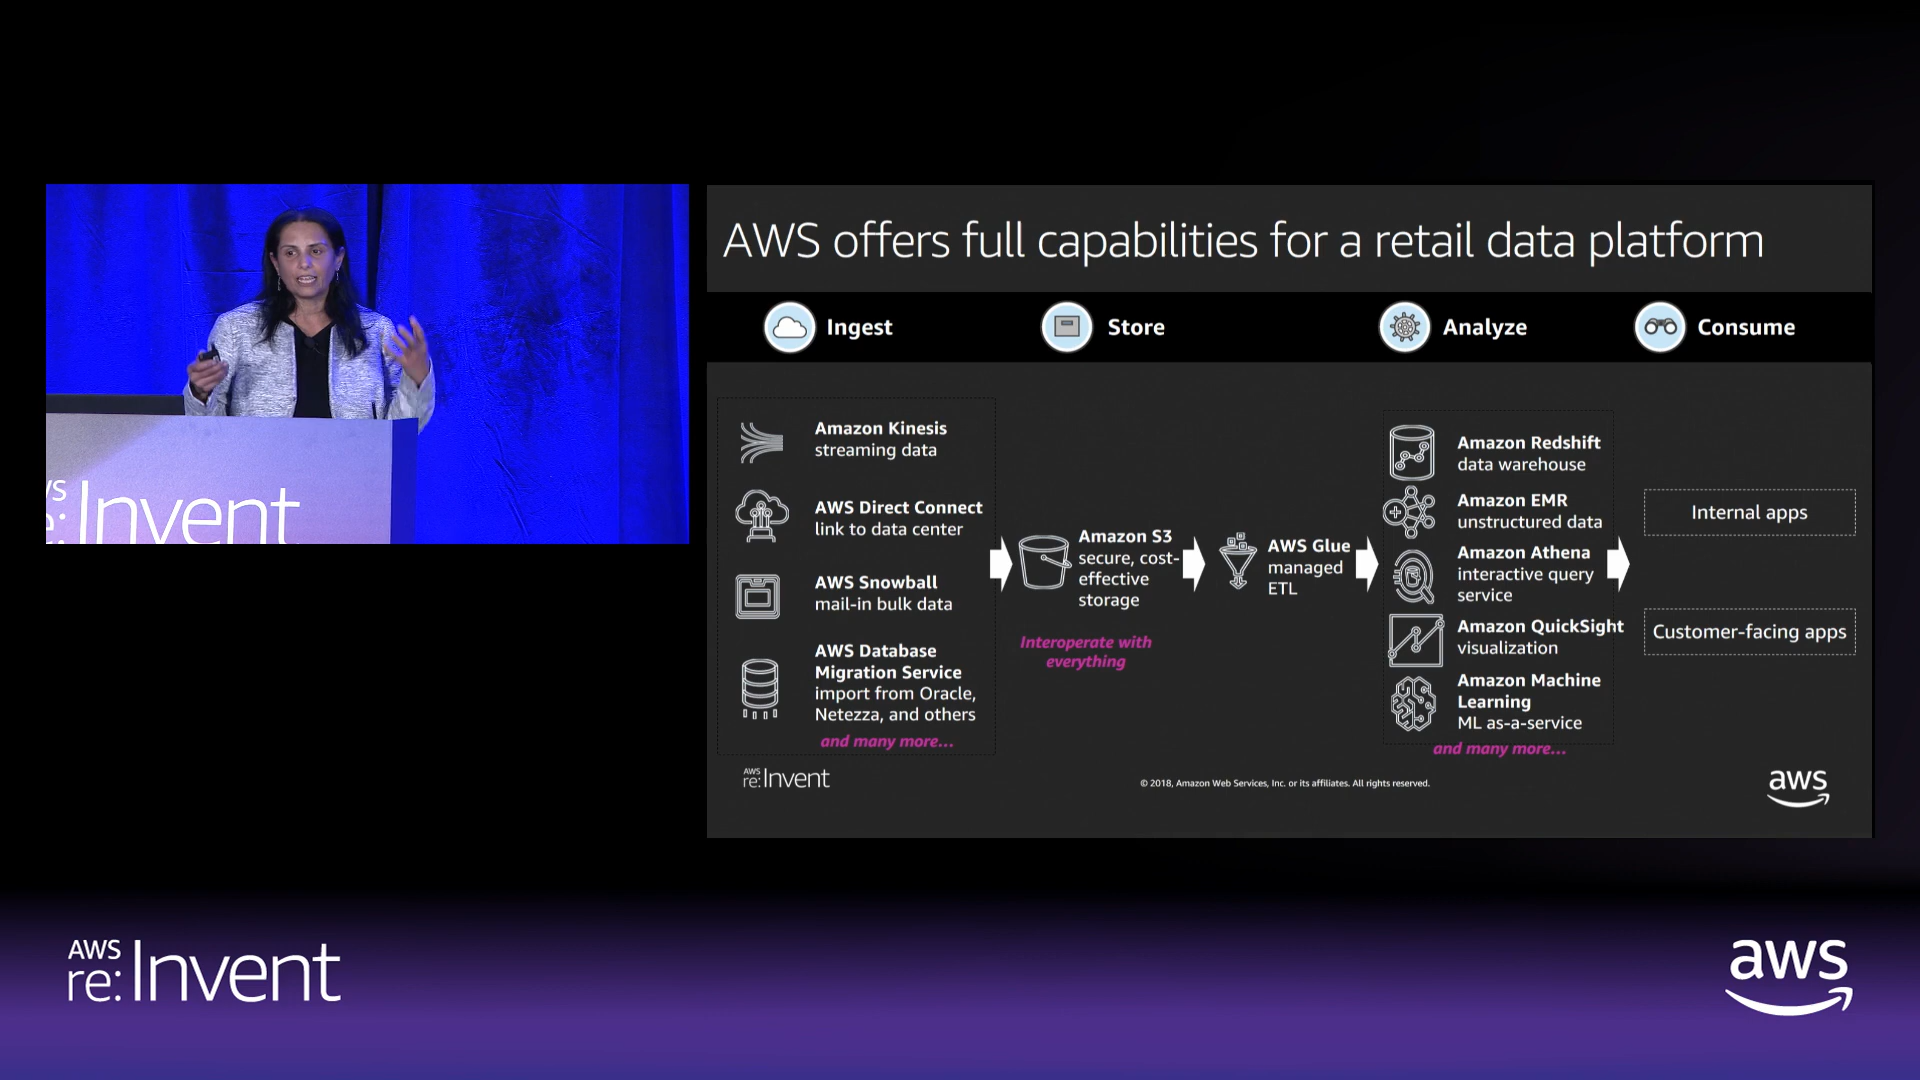 AWS offers full capabilities for a retail data platform
Ingest
Store
Analyze
Consume
Amazon Kinesis
streaming data
AWS Direct Connect
link to data center
AWS Snowball
mail-in bulk data
AWS Database
Migration Service
import from Oracle,
Netezza, and others
and many more...
Amazon S3
secure, cost-
effective
storage
Interoperate with
everything
AWS Glue
managed
ETL
Amazon Redshift
data warehouse
Amazon EMR
unstructured data
Amazon Athena
interactive query
service
Amazon QuickSight
visualization
Amazon Machine
Learning
ML as-a-service
and many more...
Internal apps
Customer-facing apps
AWS
re:Invent
© 2018, Amazon Web Services, Inc. or its affiliates. All rights reserved.
aws
WS
e:Invent
AWS
re:Invent
aws